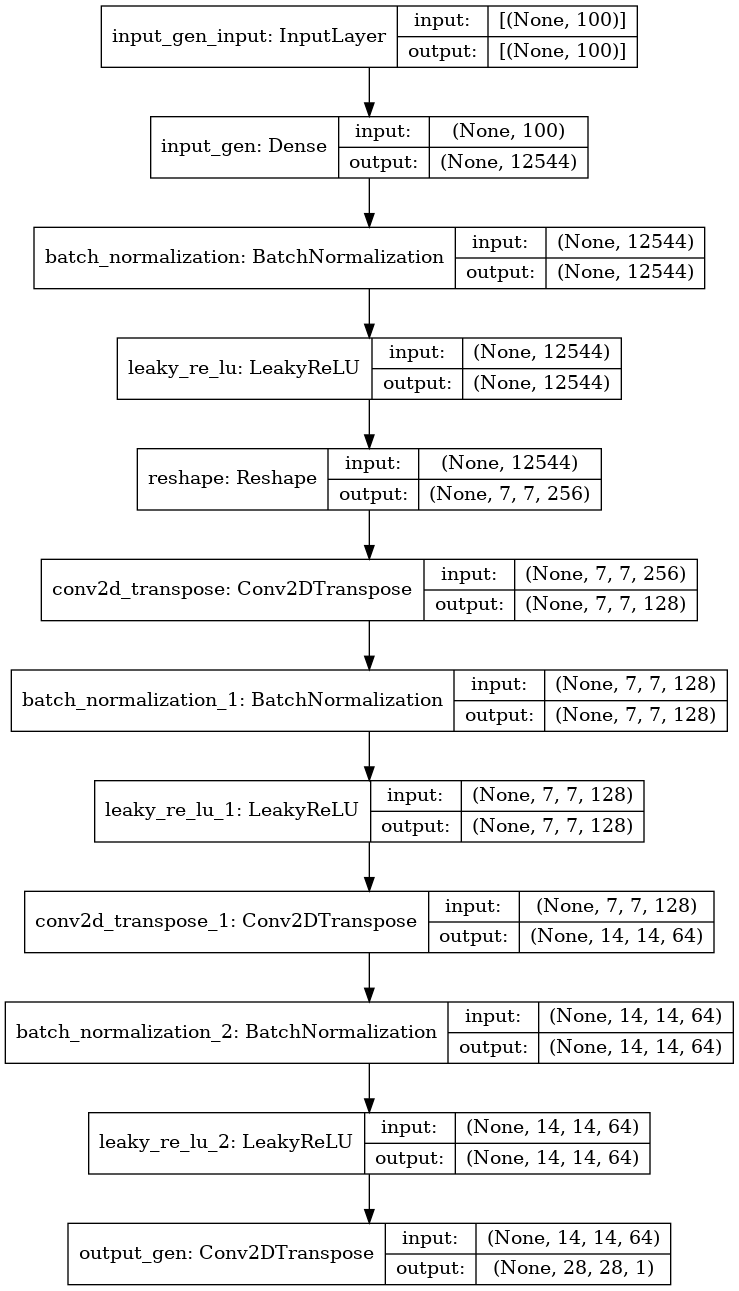 input_gen_input: InputLayer
input: [(None, 100)]
output: [(None, 100)]
input_gen: Dense
input: (None, 100)
output: (None, 12544)
batch_normalization: BatchNormalization
input: (None, 12544)
output: (None, 12544)
leaky_re_lu: LeakyReLU
input: (None, 12544)
output: (None, 12544)
reshape: Reshape
input: (None, 12544)
output: (None, 7, 7, 256)
conv2d_transpose: Conv2DTranspose
input: (None, 7, 7, 256)
output: (None, 7, 7, 128)
batch_normalization_1: BatchNormalization
input: (None, 7, 7, 128)
output: (None, 7, 7, 128)
leaky_re_lu_1: LeakyReLU
input: (None, 7, 7, 128)
output: (None, 7, 7, 128)
conv2d_transpose_1: Conv2DTranspose
input: (None, 7, 7, 128)
output: (None, 14, 14, 64)
batch_normalization_2: BatchNormalization
input: (None, 14, 14, 64)
output: (None, 14, 14, 64)
leaky_re_lu_2: LeakyReLU
input: (None, 14, 14, 64)
output: (None, 14, 14, 64)
output_gen: Conv2DTranspose
input: (None, 14, 14, 64)
output: (None, 28, 28, 1)